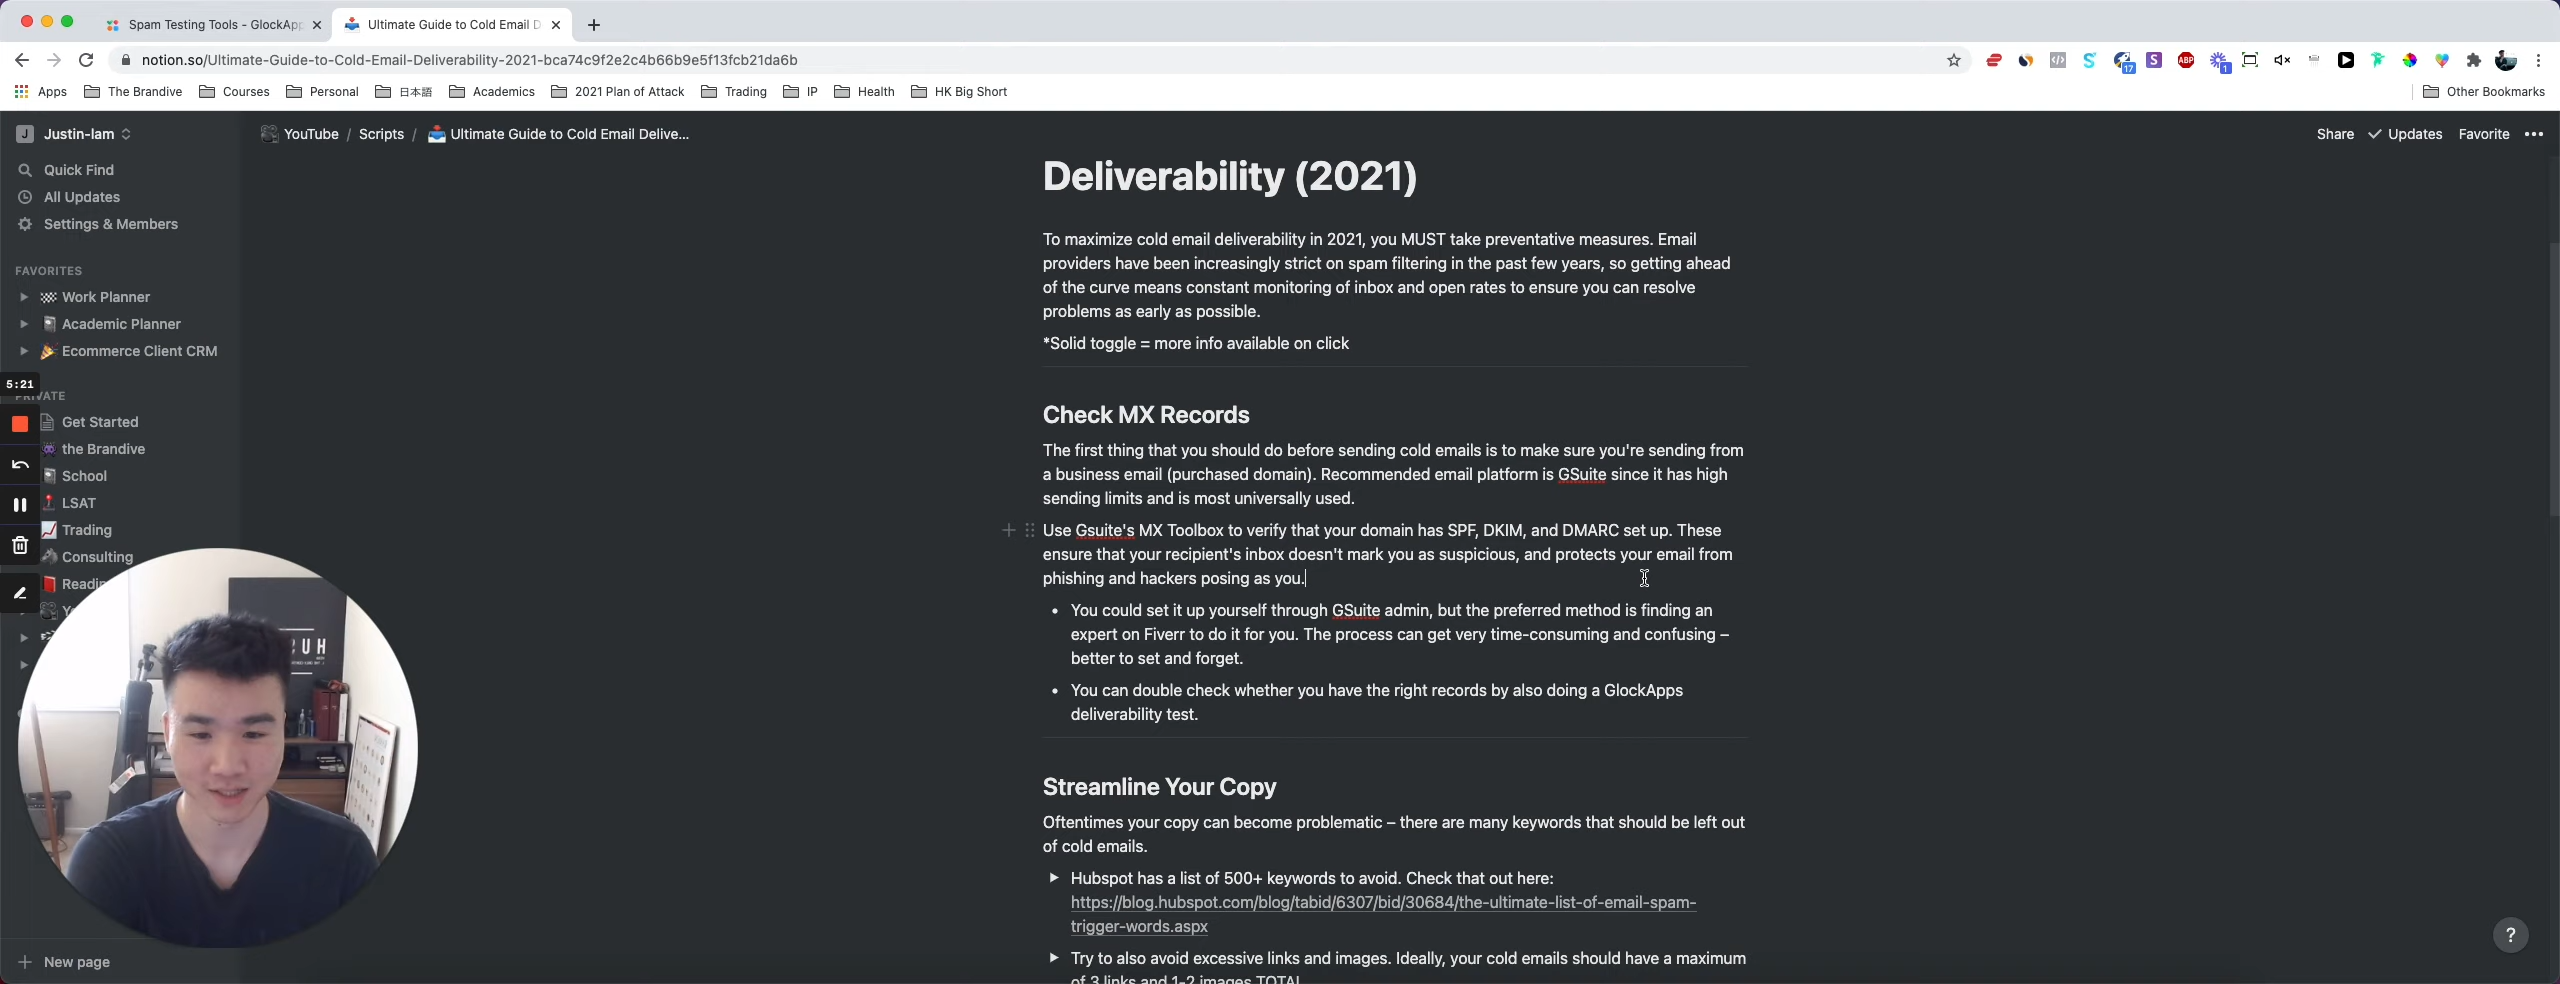 Spam Testing Tools - GlockApp
Ultimate Guide to Cold Email D
notion.so/Ultimate-Guide-to-Cold-Email-Deliverability-2021-bca74c9f2e2c4b66b9e5f13fcb21da6b
ABP
17
1
S
Apps
The Brandive
Courses
Personal
日本語
Academics
2021 Plan of Attack
Trading
IP
Health
HK Big Short
Other Bookmarks
J Justin-lam
YouTube / Scripts / Ultimate Guide to Cold Email Delive...
Share
Updates
Favorite
Quick Find
All Updates
Settings & Members
FAVORITES
Work Planner
Academic Planner
Ecommerce Client CRM
5:21
PRIVATE
Get Started
the Brandive
School
LSAT
Trading
Consulting
Readin
New page
Deliverability (2021)
To maximize cold email deliverability in 2021, you MUST take preventative measures. Email
providers have been increasingly strict on spam filtering in the past few years, so getting ahead
of the curve means constant monitoring of inbox and open rates to ensure you can resolve
problems as early as possible.
*Solid toggle = more info available on click
Check MX Records
The first thing that you should do before sending cold emails is to make sure you're sending from
a business email (purchased domain). Recommended email platform is GSuite since it has high
sending limits and is most universally used.
Use Gsuite's MX Toolbox to verify that your domain has SPF, DKIM, and DMARC set up. These
ensure that your recipient's inbox doesn't mark you as suspicious, and protects your email from
phishing and hackers posing as you.
• You could set it up yourself through GSuite admin, but the preferred method is finding an
expert on Fiverr to do it for you. The process can get very time-consuming and confusing –
better to set and forget.
• You can double check whether you have the right records by also doing a GlockApps
deliverability test.
Streamline Your Copy
Oftentimes your copy can become problematic – there are many keywords that should be left out
of cold emails.
Hubspot has a list of 500+ keywords to avoid. Check that out here:
https://blog.hubspot.com/blog/tabid/6307/bid/30684/the-ultimate-list-of-email-spam-
trigger-words.aspx
Try to also avoid excessive links and images. Ideally, your cold emails should have a maximum
of 3 links and 1-2 images TOTAL
?